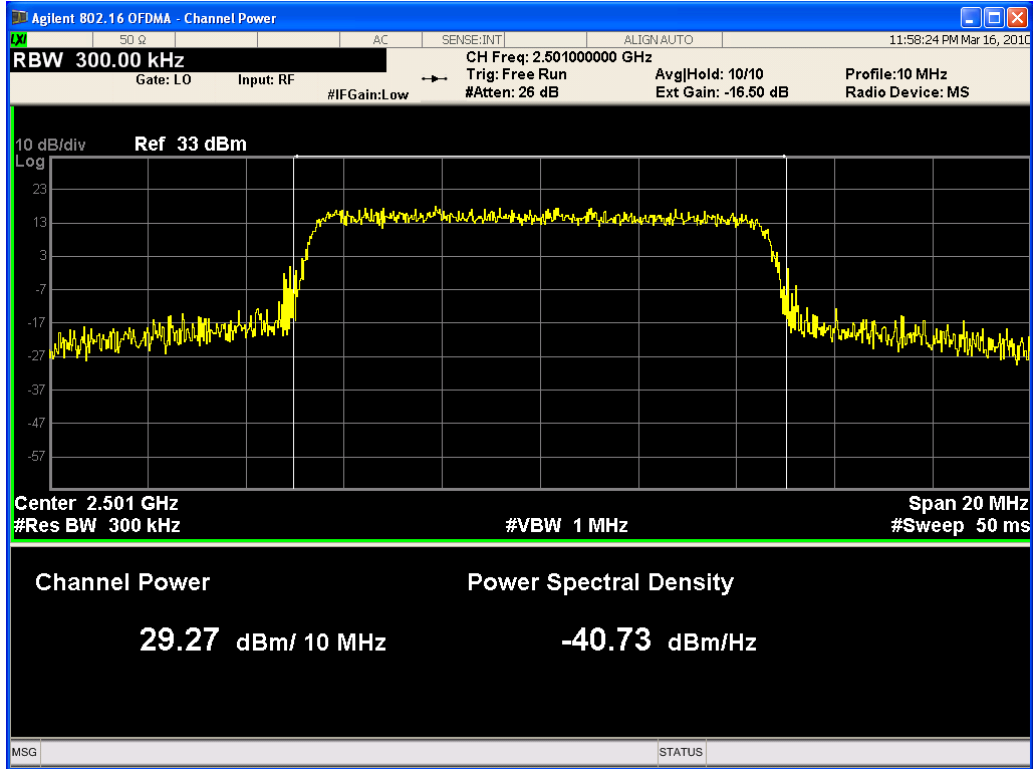 Agilent 802.16 OFDMA - Channel Power
LXI 50 Ω AC SENSE:INT ALIGN AUTO 11:58:24 PM Mar 16, 2010
RBW 300.00 kHz CH Freq: 2.501000000 GHz
Gate: LO Input: RF Trig: Free Run Avg|Hold: 10/10 Profile:10 MHz
#IFGain:Low #Atten: 26 dB Ext Gain: -16.50 dB Radio Device: MS
10 dB/div Ref 33 dBm
Log
23
13
3
-7
-17
-27
-37
-47
-57
Center 2.501 GHz Span 20 MHz
#Res BW 300 kHz #VBW 1 MHz #Sweep 50 ms
Channel Power Power Spectral Density
29.27 dBm/ 10 MHz -40.73 dBm/Hz
MSG STATUS